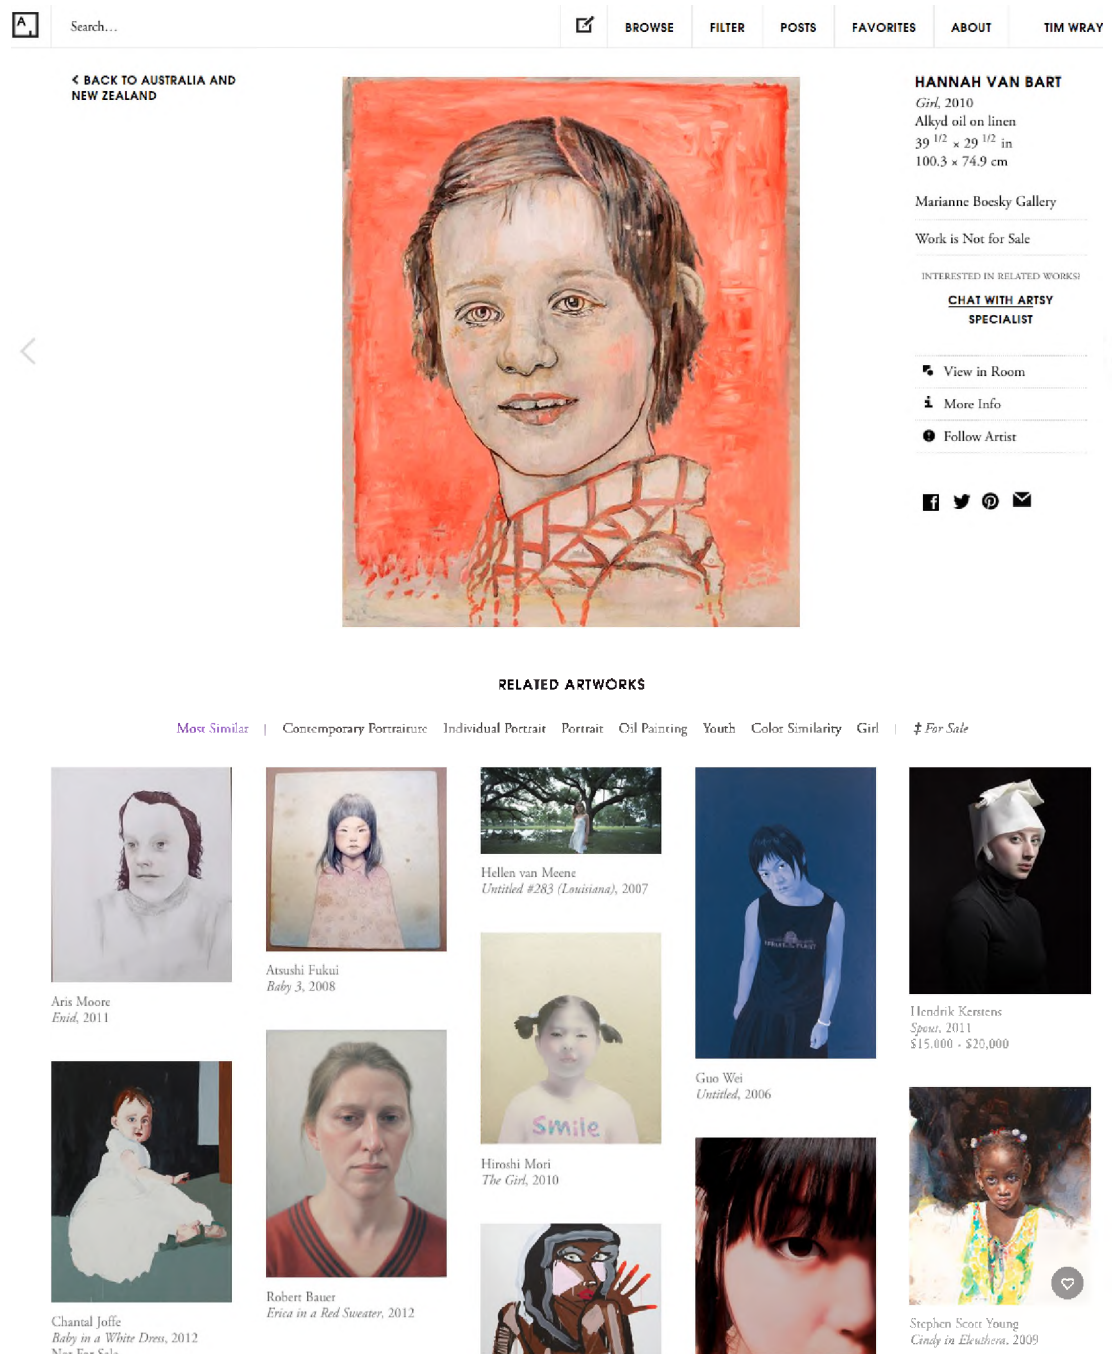 A
Search...
BROWSE
FILTER
POSTS
FAVORITES
ABOUT
TIM WRAY
BACK TO AUSTRALIA AND
NEW ZEALAND
HANNAH VAN BART
Girl, 2010
Alkyd oil on linen
39 1/2 × 29 1/2 in
100.3 × 74.9 cm
Marianne Boesky Gallery
Work is Not for Sale
INTERESTED IN RELATED WORKS?
CHAT WITH ARTSY
SPECIALIST
View in Room
More Info
Follow Artist
RELATED ARTWORKS
Most Similar | Contemporary Portraiture Individual Portrait Portrait Oil Painting Youth Color Similarity Girl | ‡ For Sale
Aris Moore
Enid, 2011
Atsushi Fukui
Baby 3, 2008
Hellen van Meene
Untitled #283 (Louisiana), 2007
Guo Wei
Untitled, 2006
Hendrik Kerstens
Spout, 2011
$15,000 - $20,000
Smile
Hiroshi Mori
The Girl, 2010
Chantal Joffe
Baby in a White Dress, 2012
Not For Sale
Robert Bauer
Erica in a Red Sweater, 2012
Stephen Scott Young
Cindy in Eleuthera, 2009